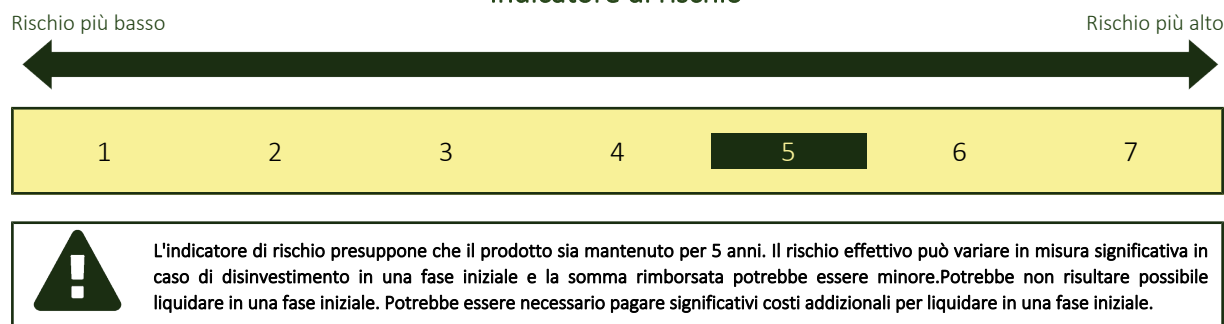 Indicatore di rischio
Rischio più basso
Rischio più alto
1 2 3 4 5 6 7
L'indicatore di rischio presuppone che il prodotto sia mantenuto per 5 anni. Il rischio effettivo può variare in misura significativa in
caso di disinvestimento in una fase iniziale e la somma rimborsata potrebbe essere minore.Potrebbe non risultare possibile
liquidare in una fase iniziale. Potrebbe essere necessario pagare significativi costi addizionali per liquidare in una fase iniziale.